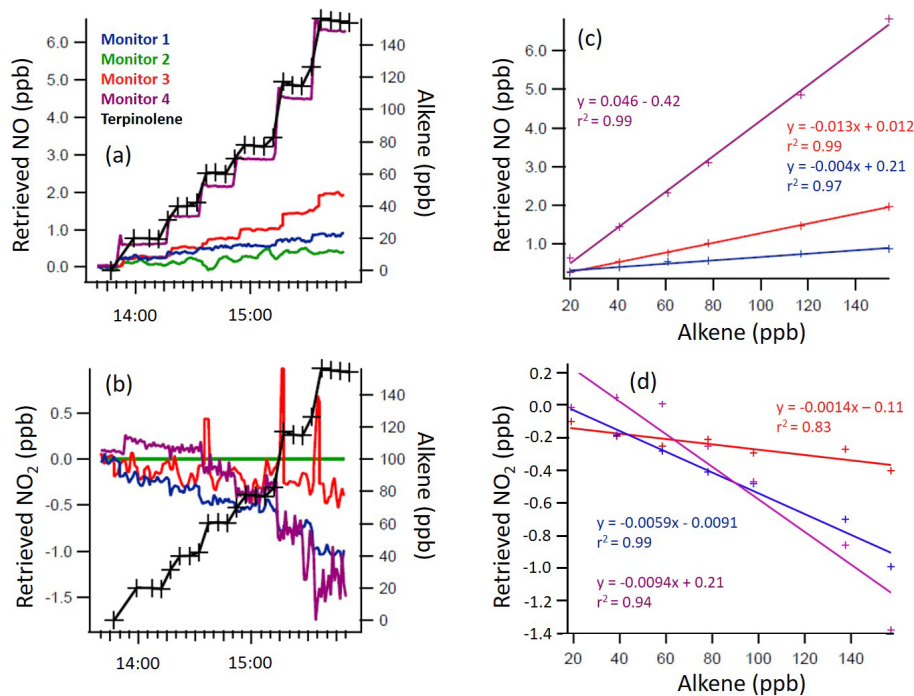 (a)
Retrieved NO (ppb)
6.0
5.0
4.0
3.0
2.0
1.0
0.0
Monitor 1
Monitor 2
Monitor 3
Monitor 4
Terpinolene
140
120
100
80
60
40
20
0
Alkene (ppb)
14:00
15:00
(c)
Retrieved NO (ppb)
6.0
5.0
4.0
3.0
2.0
1.0
y = 0.046 - 0.42
r² = 0.99
y = -0.013x + 0.012
r² = 0.99
y = -0.004x + 0.21
r² = 0.97
20
40
60
80
100
120
140
Alkene (ppb)
(b)
Retrieved NO₂ (ppb)
0.5
0.0
-0.5
-1.0
-1.5
140
120
100
80
60
40
20
0
Alkene (ppb)
14:00
15:00
(d)
Retrieved NO₂ (ppb)
0.2
0.0
-0.2
-0.4
-0.6
-0.8
-1.0
-1.2
-1.4
y = -0.0014x – 0.11
r² = 0.83
y = -0.0059x - 0.0091
r² = 0.99
y = -0.0094x + 0.21
r² = 0.94
20
40
60
80
100
120
140
Alkene (ppb)